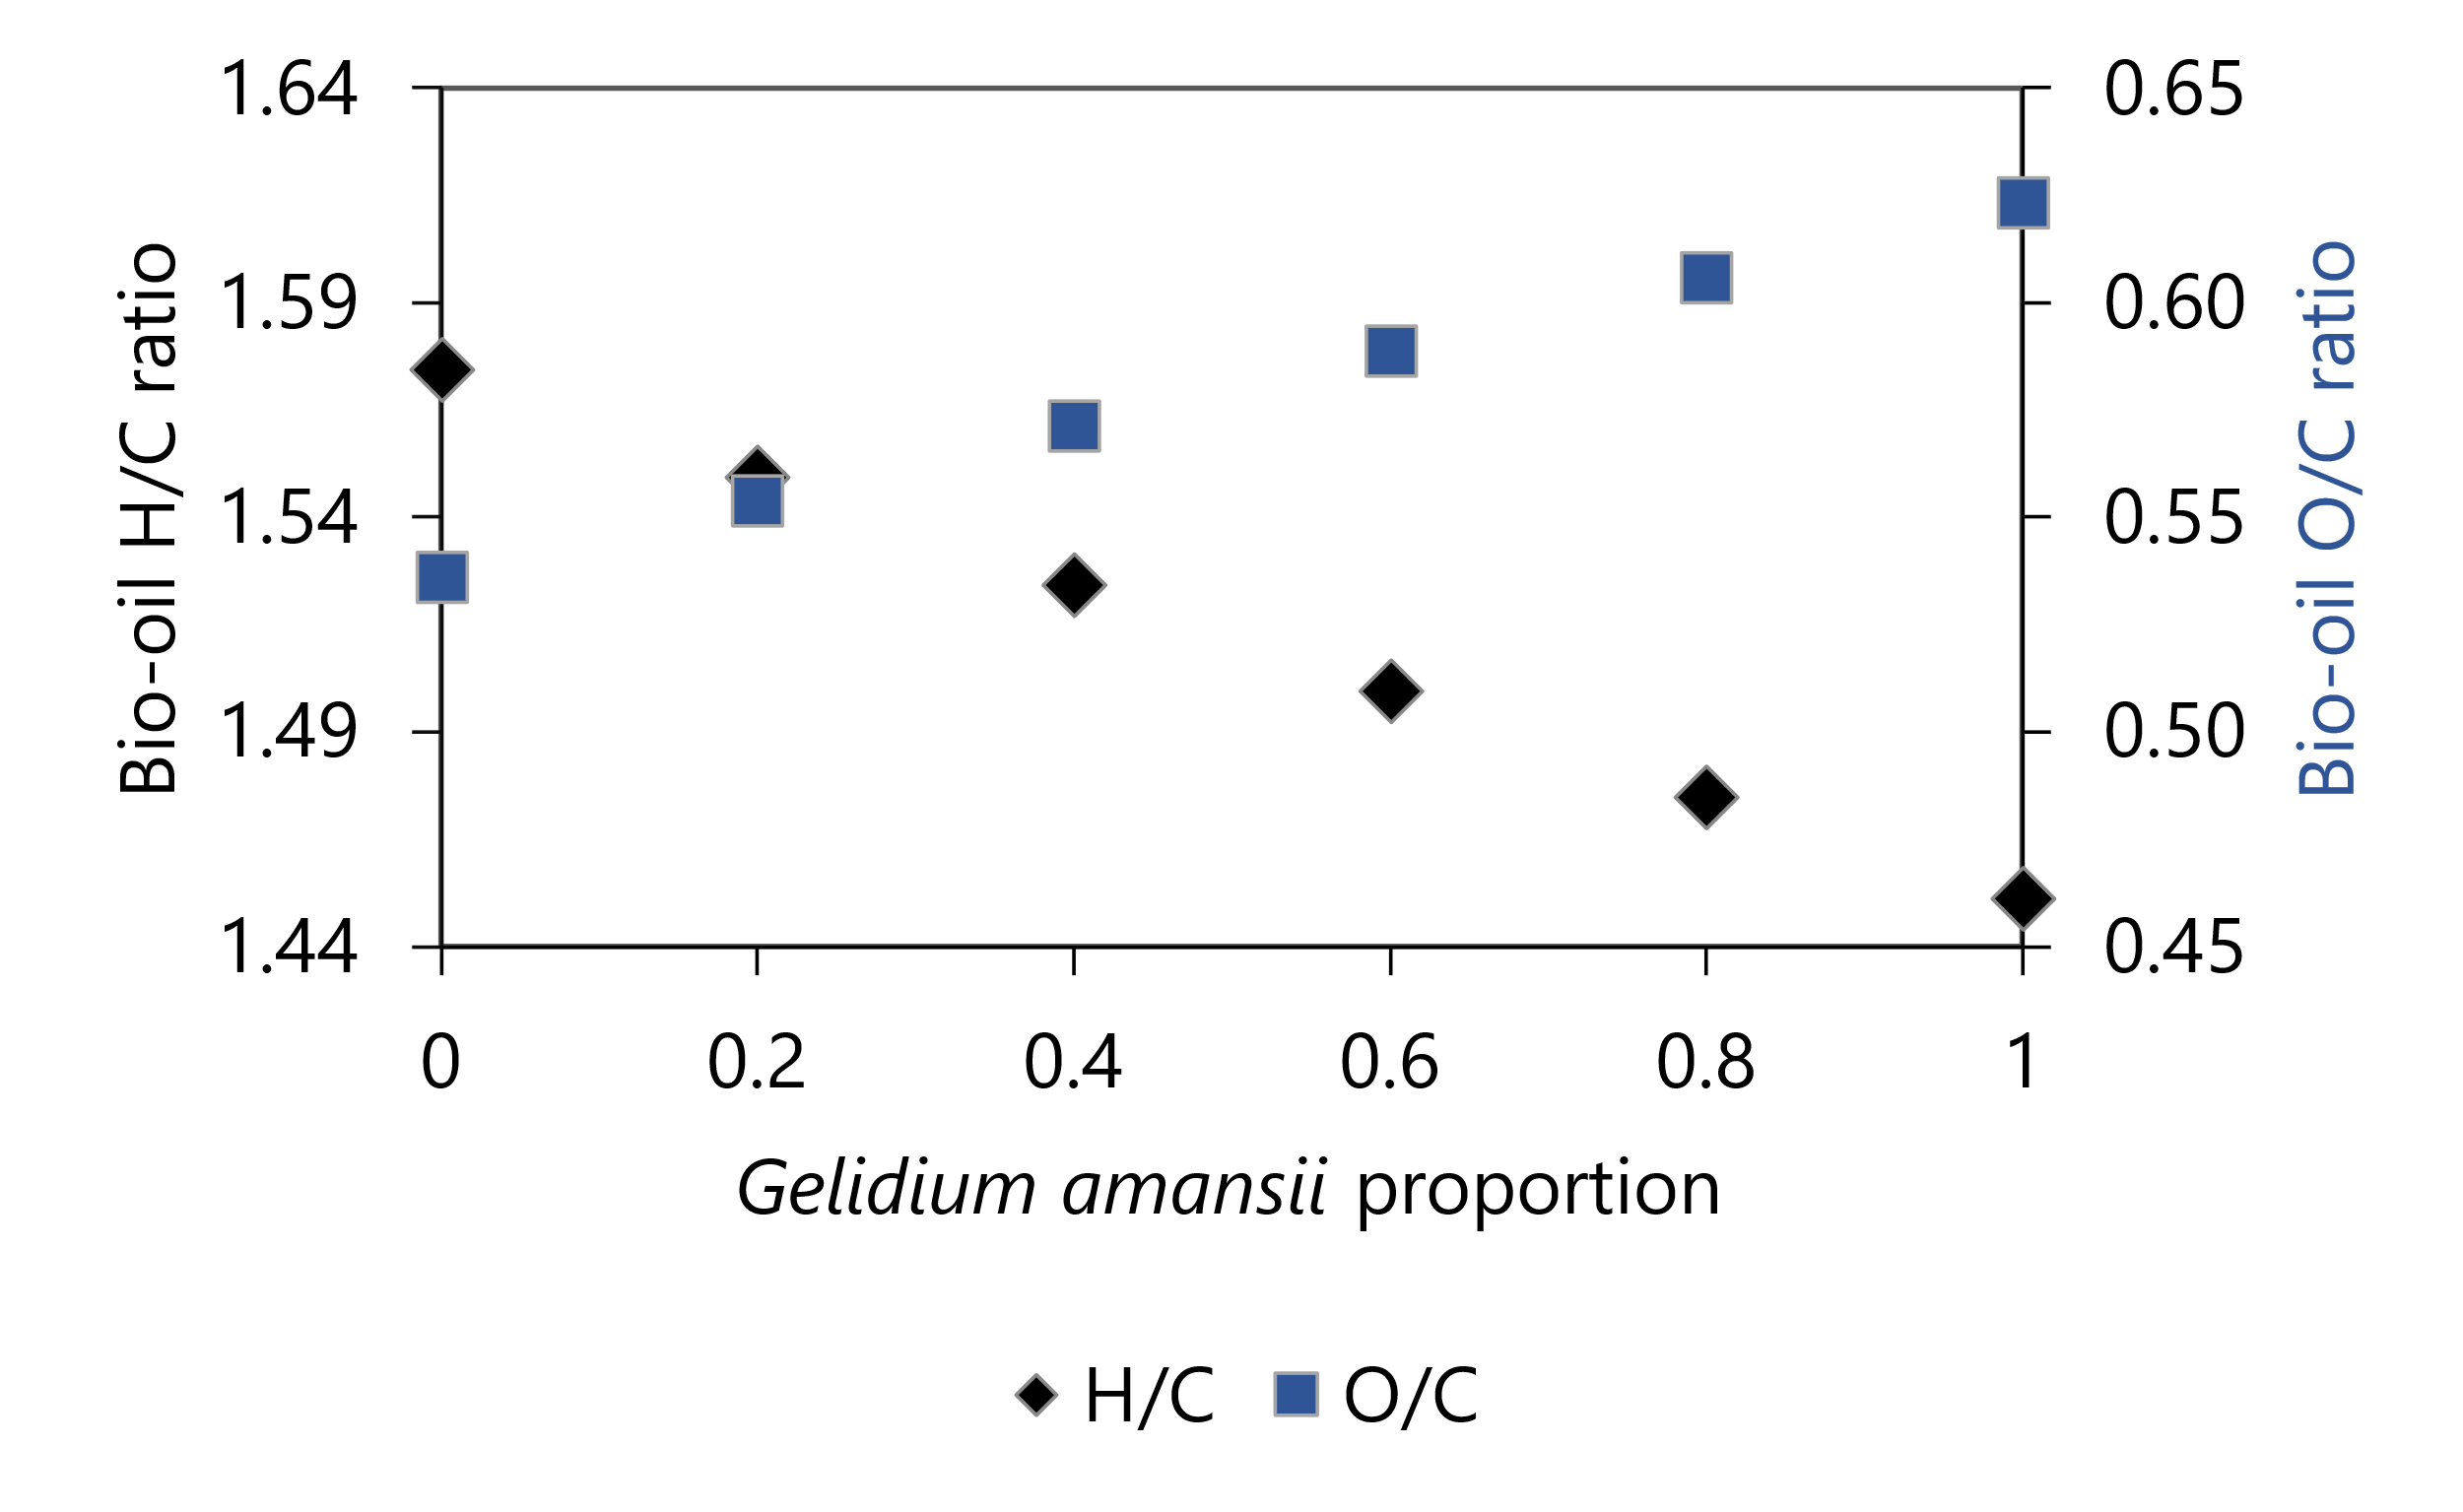 1.64
1.59
1.54
1.49
1.44
Bio-oil H/C ratio
0.65
0.60
0.55
0.50
0.45
Bio-oil O/C ratio
0 0.2 0.4 0.6 0.8 1
Gelidium amansii proportion
H/C O/C